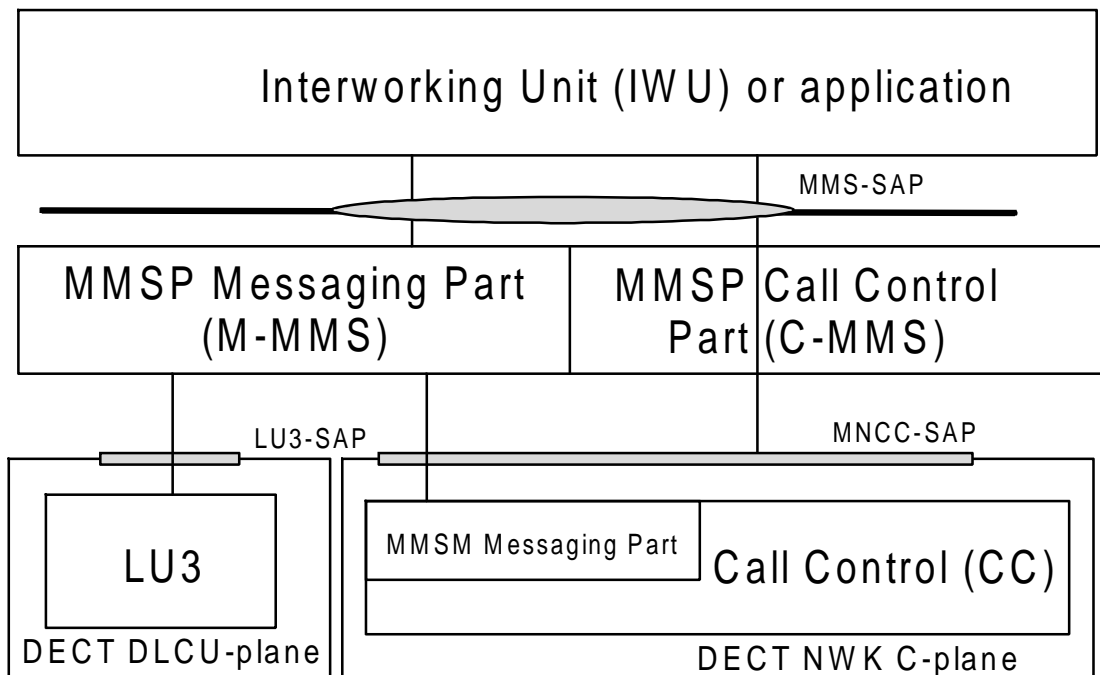 Interworking Unit (IWU) or application
MMS-SAP
MMSP Messaging Part
(M-MMS)
MMSP Call Control
Part (C-MMS)
LU3-SAP
MNCC-SAP
LU3
MMSM Messaging Part
Call Control (CC)
DECT DLCU-plane
DECT NWK C-plane